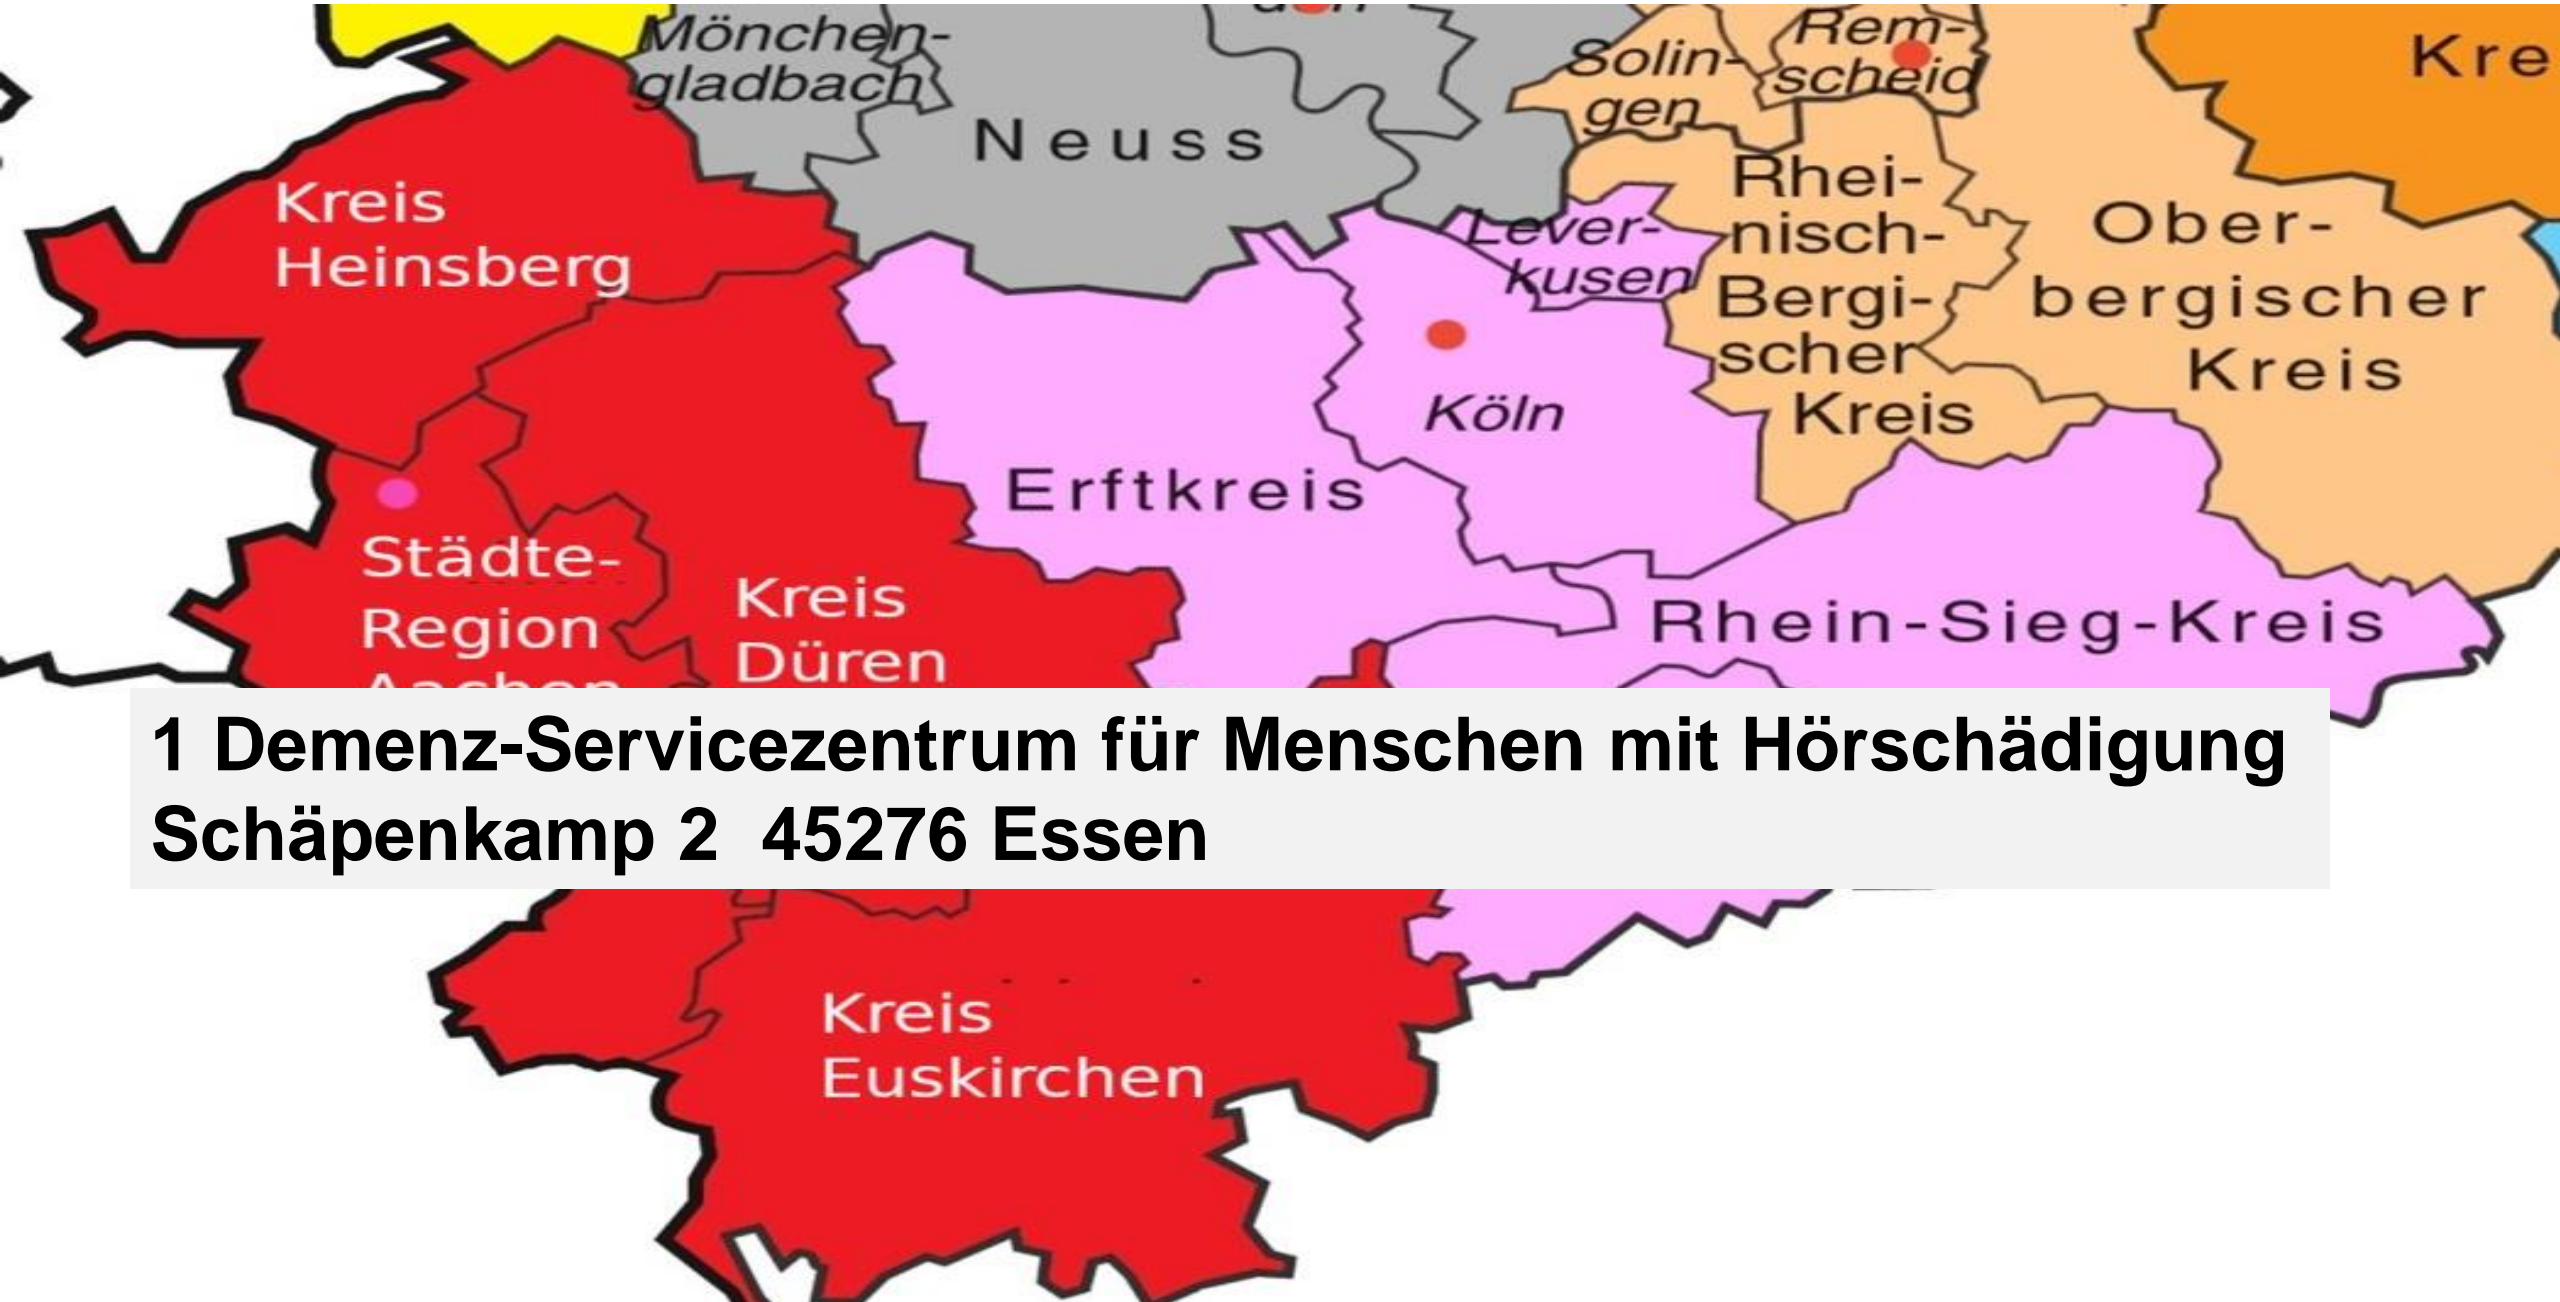 Mönchen-
gladbach
Neuss
Solin-
gen
Rem-
scheid
Kre
Kreis
Heinsberg
Lever-
kusen
Rhei-
nisch-
Bergi-
scher
Kreis
Ober-
bergischer
Kreis
Köln
Erftkreis
Städte-
Region
Aachen
Kreis
Düren
Rhein-Sieg-Kreis
1 Demenz-Servicezentrum für Menschen mit Hörschädigung
Schäpenkamp 2 45276 Essen
Kreis
Euskirchen